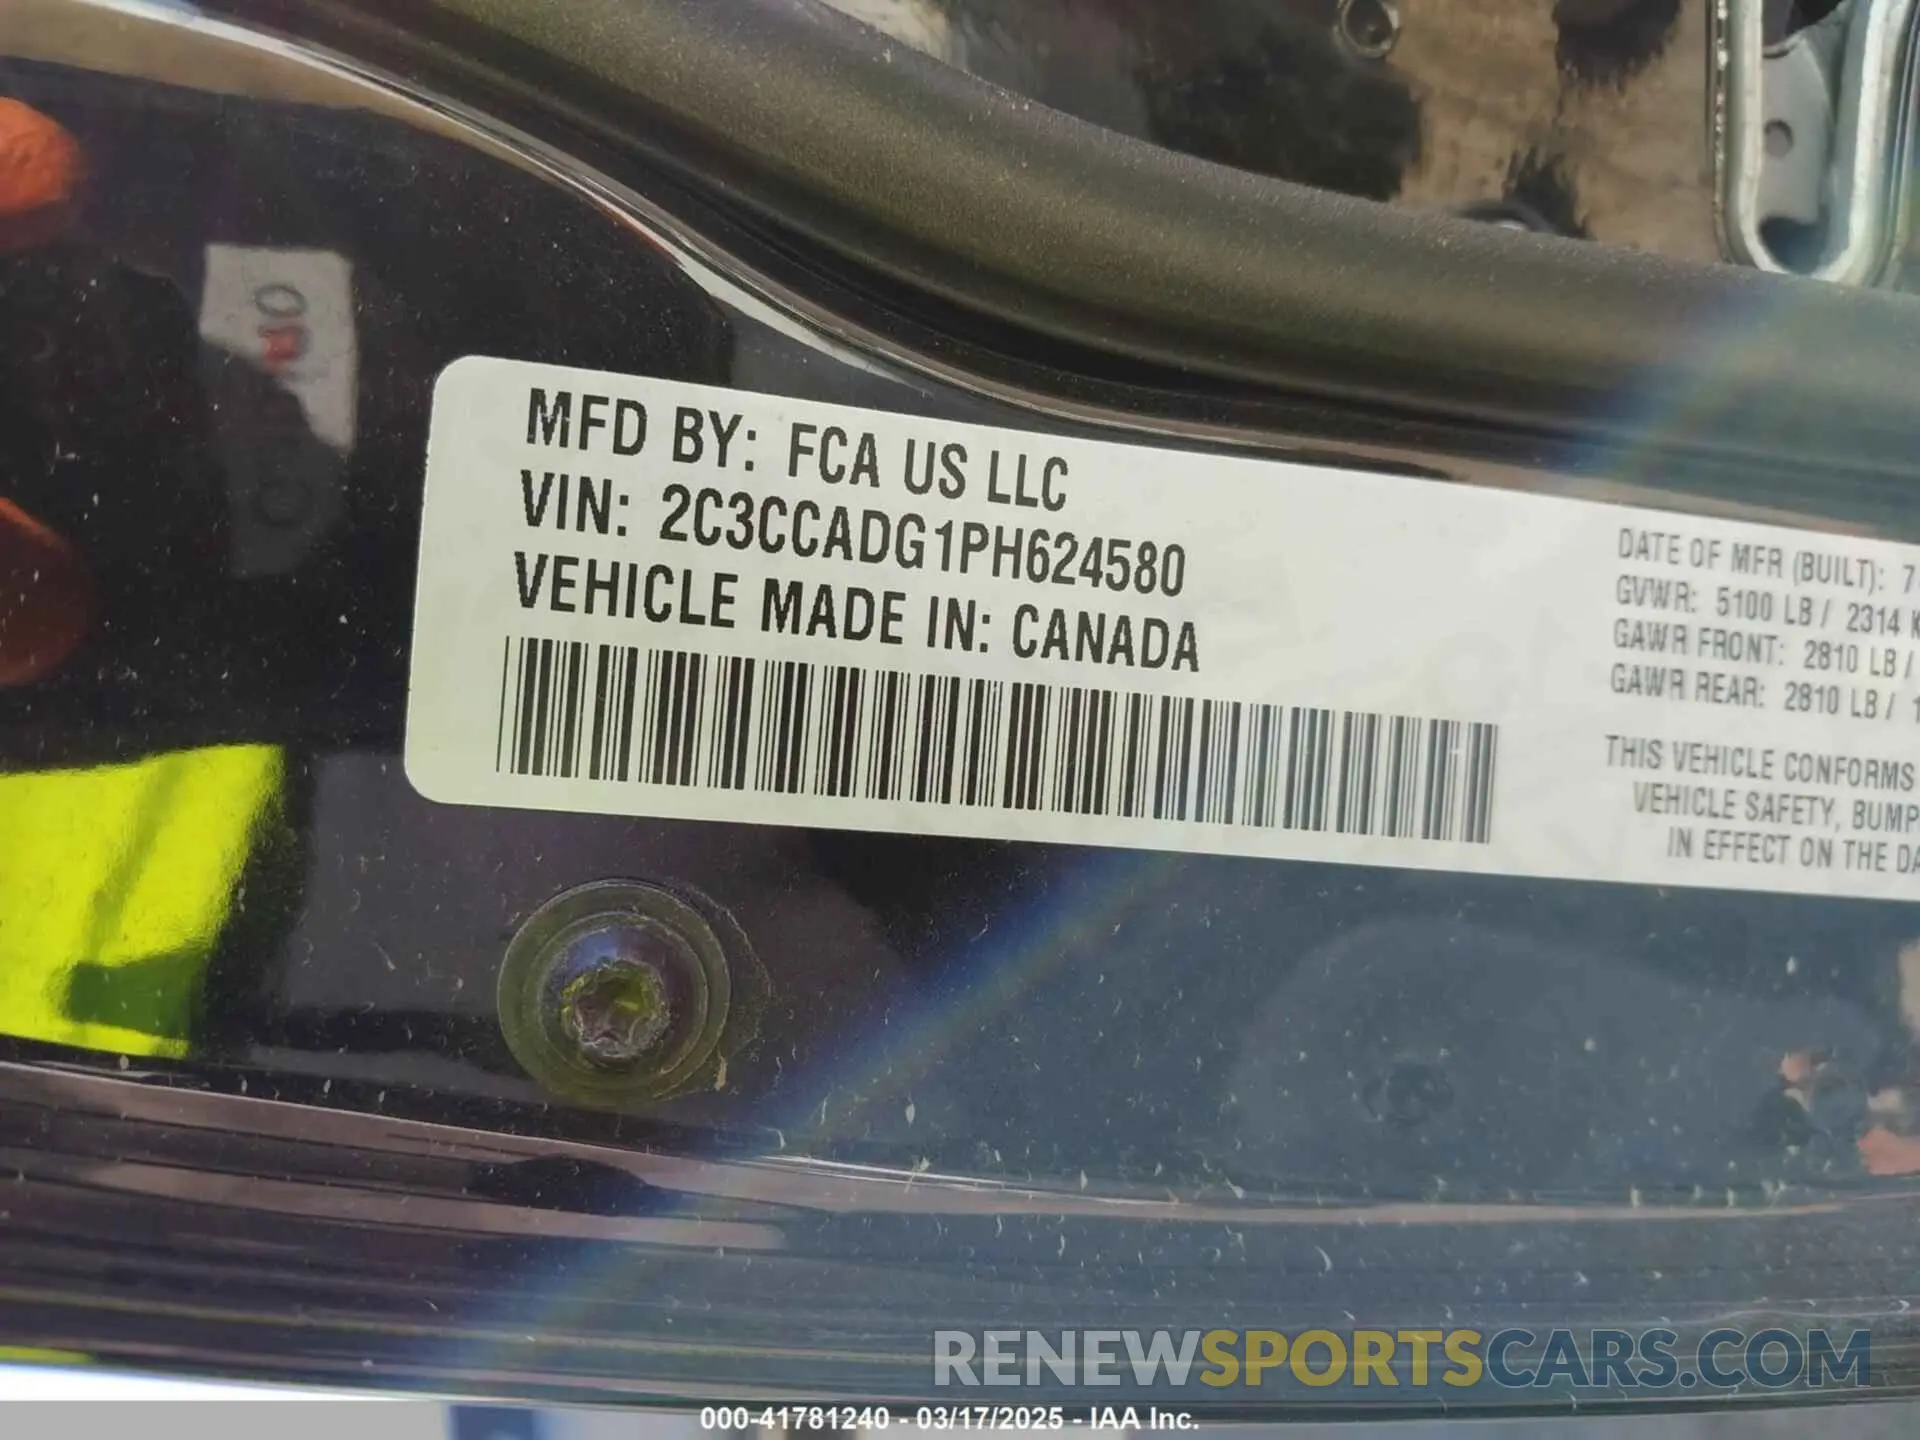 MFD BY: FCA US LLC
VIN: 2C3CCADG1PH624580
VEHICLE MADE IN: CANADA
DATE OF MFR (BUILT): 7
GVWR: 5100 LB / 2314 K
GAWR FRONT: 2810 LB /
GAWR REAR: 2810 LB / 1
THIS VEHICLE CONFORMS
VEHICLE SAFETY, BUMP
IN EFFECT ON THE DA
RENEWSPORTSCARS.COM
000-41781240 - 03/17/2025 - IAA Inc.